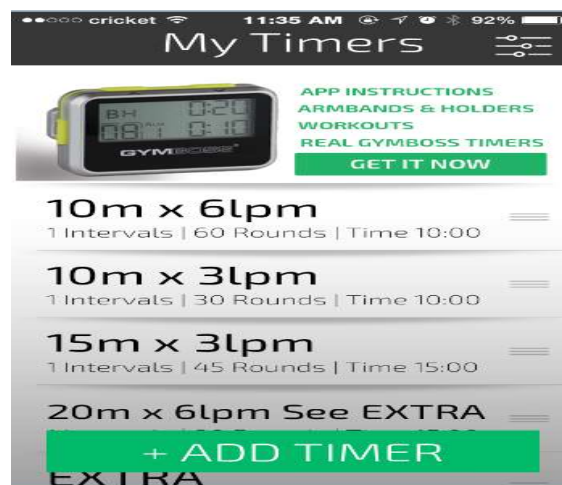 cricket 11:35 AM 92%
My Timers
APP INSTRUCTIONS
ARMBANDS & HOLDERS
WORKOUTS
REAL GYMBOSS TIMERS
GET IT NOW
BH 0:20
08 0:10
GYMBOSS
10m x 6lpm
1 Intervals | 60 Rounds | Time 10:00
10m x 3lpm
1 Intervals | 30 Rounds | Time 10:00
15m x 3lpm
1 Intervals | 45 Rounds | Time 15:00
20m x 6lpm See EXTRA
+ ADD TIMER
EXTRA